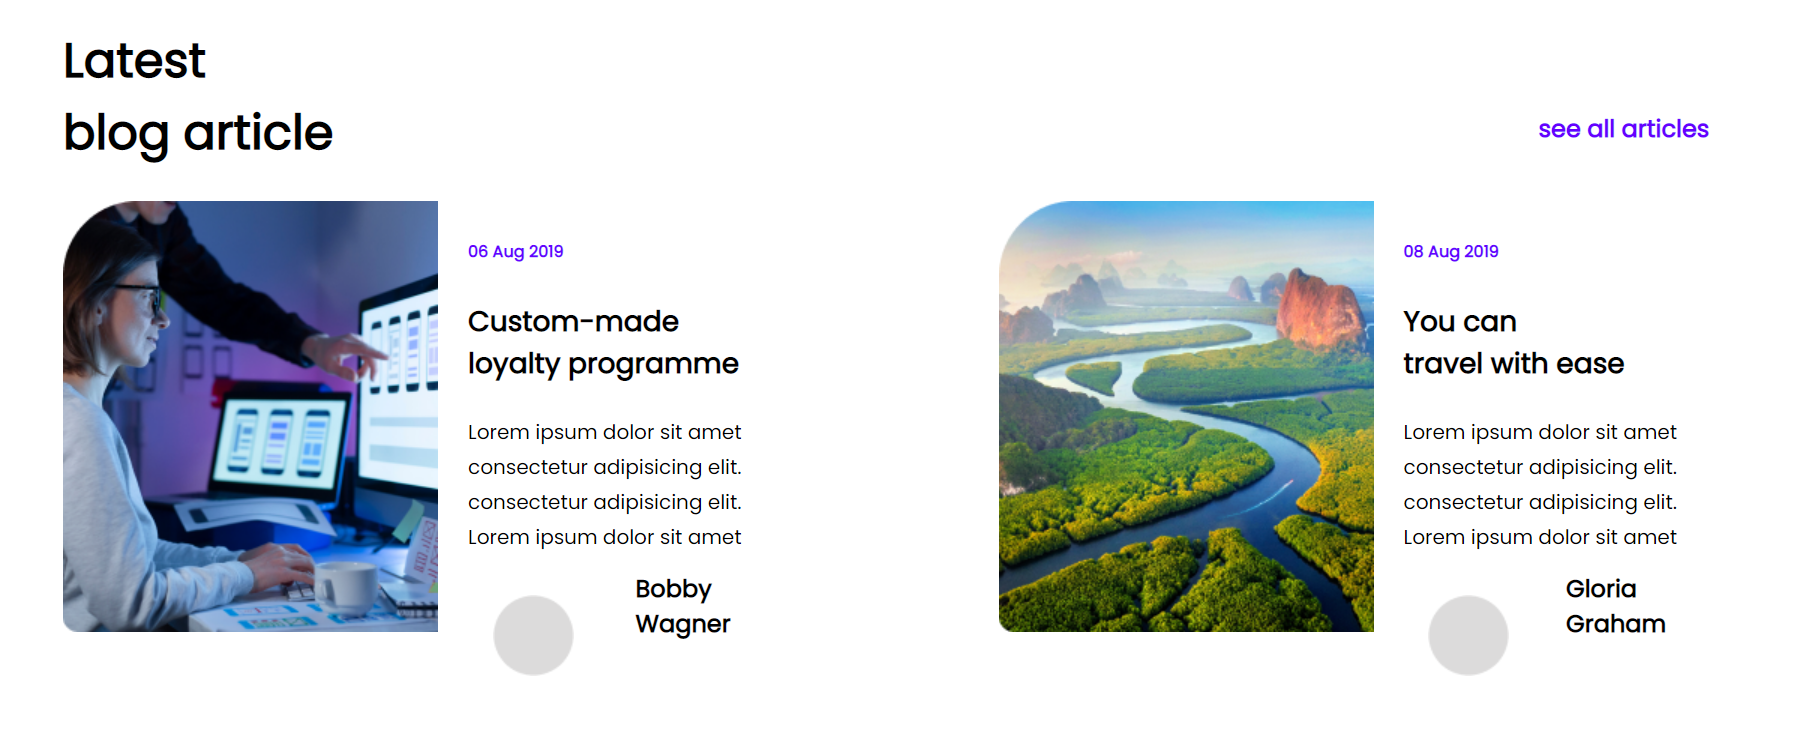 Latest
blog article
see all articles
06 Aug 2019
Custom-made
loyalty programme
Lorem ipsum dolor sit amet
consectetur adipisicing elit.
consectetur adipisicing elit.
Lorem ipsum dolor sit amet
Bobby
Wagner
08 Aug 2019
You can
travel with ease
Lorem ipsum dolor sit amet
consectetur adipisicing elit.
consectetur adipisicing elit.
Lorem ipsum dolor sit amet
Gloria
Graham